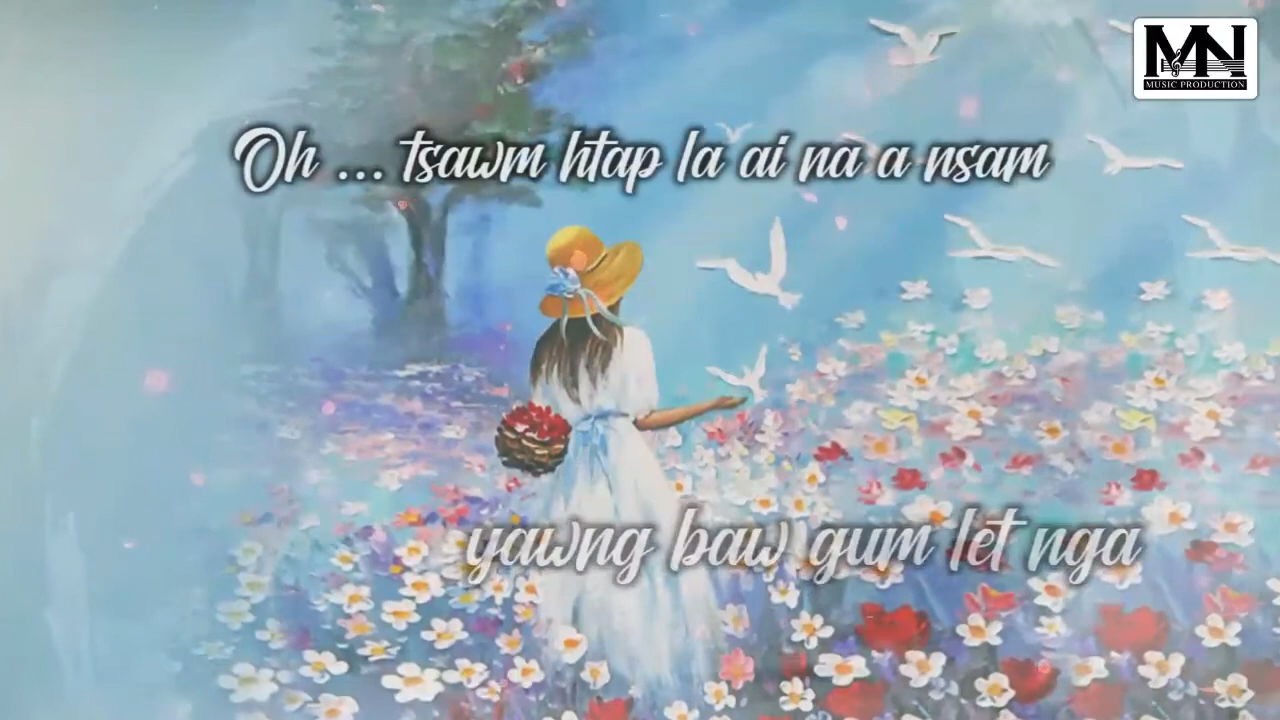 MN
MUSIC PRODUCTION
Oh ... tsawm htap la ai na a nsam
yawng baw gum let nga